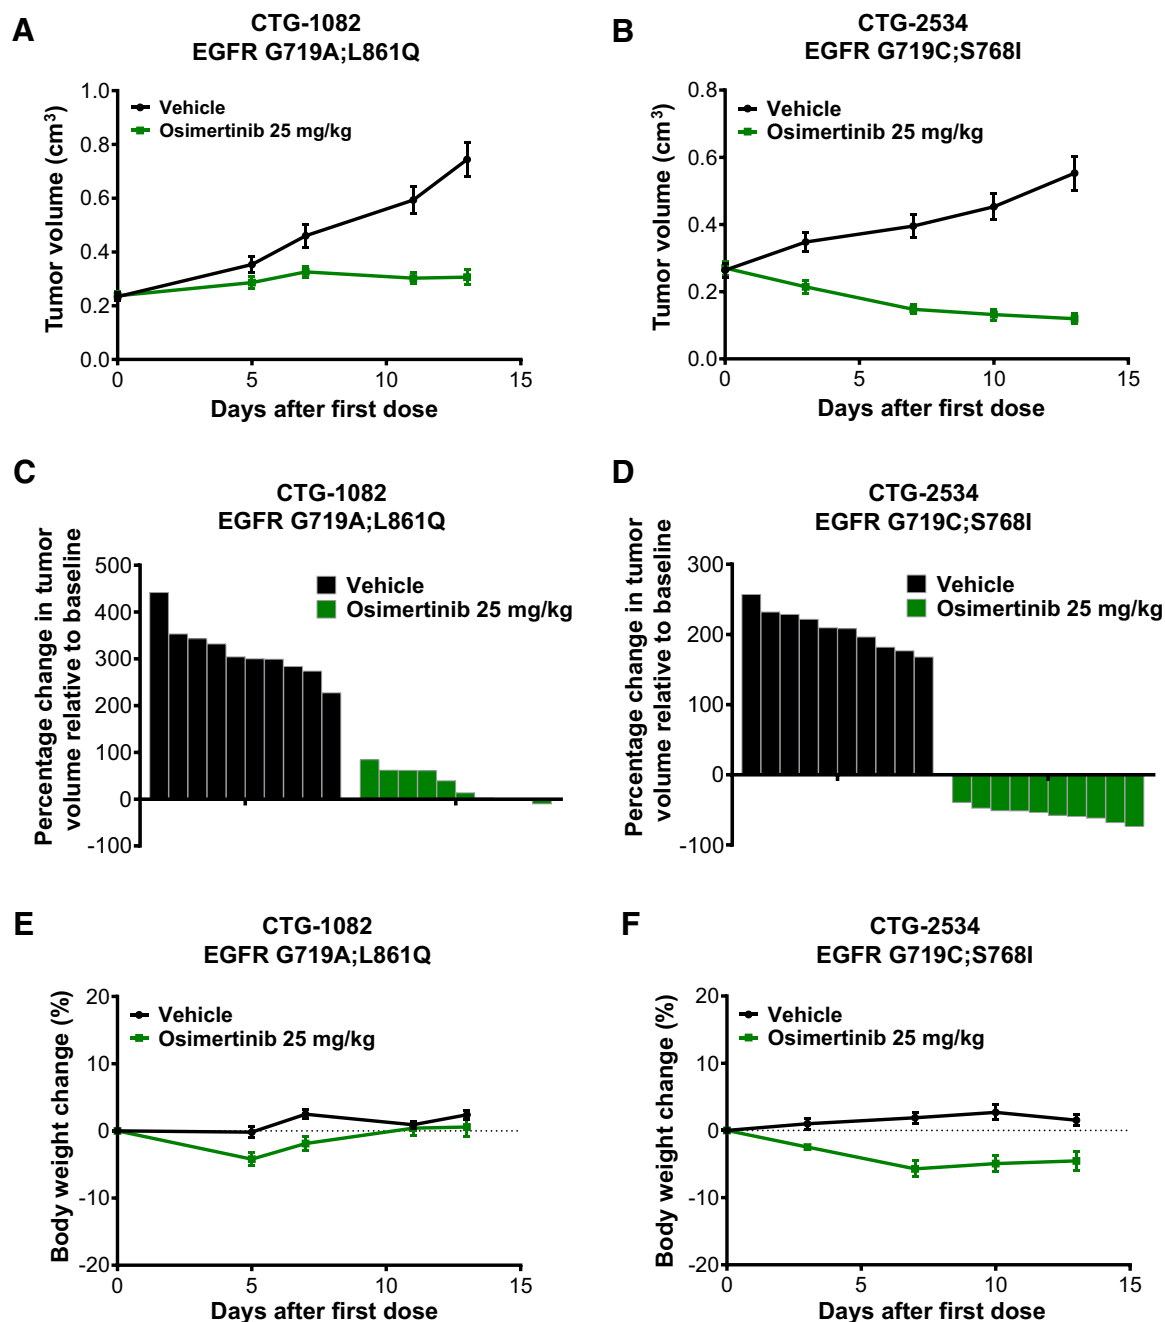 A
CTG-1082
EGFR G719A;L861Q
Tumor volume (cm³)
1.0
0.8
0.6
0.4
0.2
0.0
Vehicle
Osimertinib 25 mg/kg
0 5 10 15
Days after first dose
B
CTG-2534
EGFR G719C;S768I
Tumor volume (cm³)
0.8
0.6
0.4
0.2
0.0
Vehicle
Osimertinib 25 mg/kg
0 5 10 15
Days after first dose
C
CTG-1082
EGFR G719A;L861Q
Percentage change in tumor
volume relative to baseline
500
400
300
200
100
0
-100
Vehicle
Osimertinib 25 mg/kg
D
CTG-2534
EGFR G719C;S768I
Percentage change in tumor
volume relative to baseline
300
200
100
0
-100
Vehicle
Osimertinib 25 mg/kg
E
CTG-1082
EGFR G719A;L861Q
Body weight change (%)
20
10
0
-10
-20
Vehicle
Osimertinib 25 mg/kg
0 5 10 15
Days after first dose
F
CTG-2534
EGFR G719C;S768I
Body weight change (%)
20
10
0
-10
-20
Vehicle
Osimertinib 25 mg/kg
0 5 10 15
Days after first dose